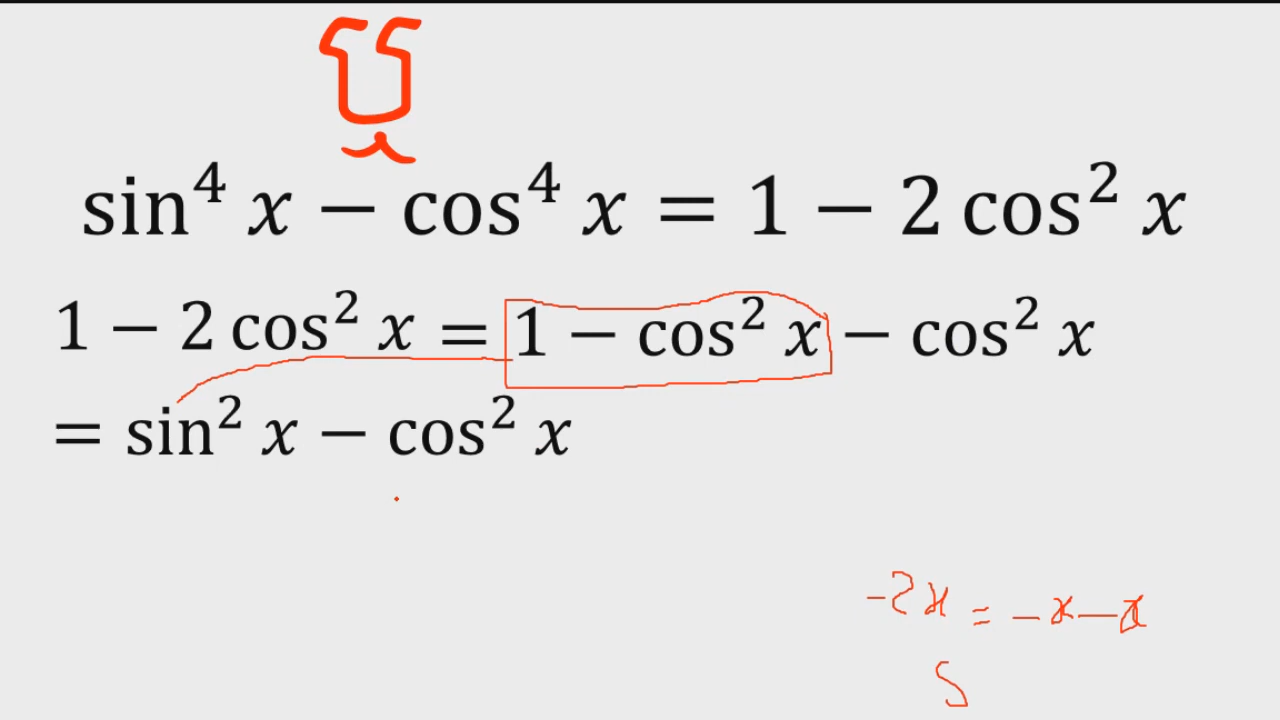 sin⁴ x − cos⁴ x = 1 − 2 cos² x
1 − 2 cos² x = 1 − cos² x − cos² x
= sin² x − cos² x
-2x = -x-x
S